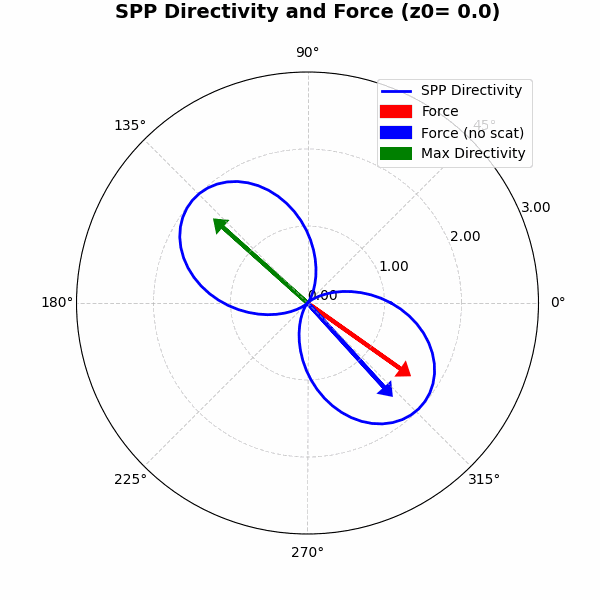 SPP Directivity and Force (z0= 0.0)
90°
SPP Directivity
Force
Force (no scat)
Max Directivity
45°
135°
3.00
2.00
1.00
0.00
180°
0°
225°
315°
270°